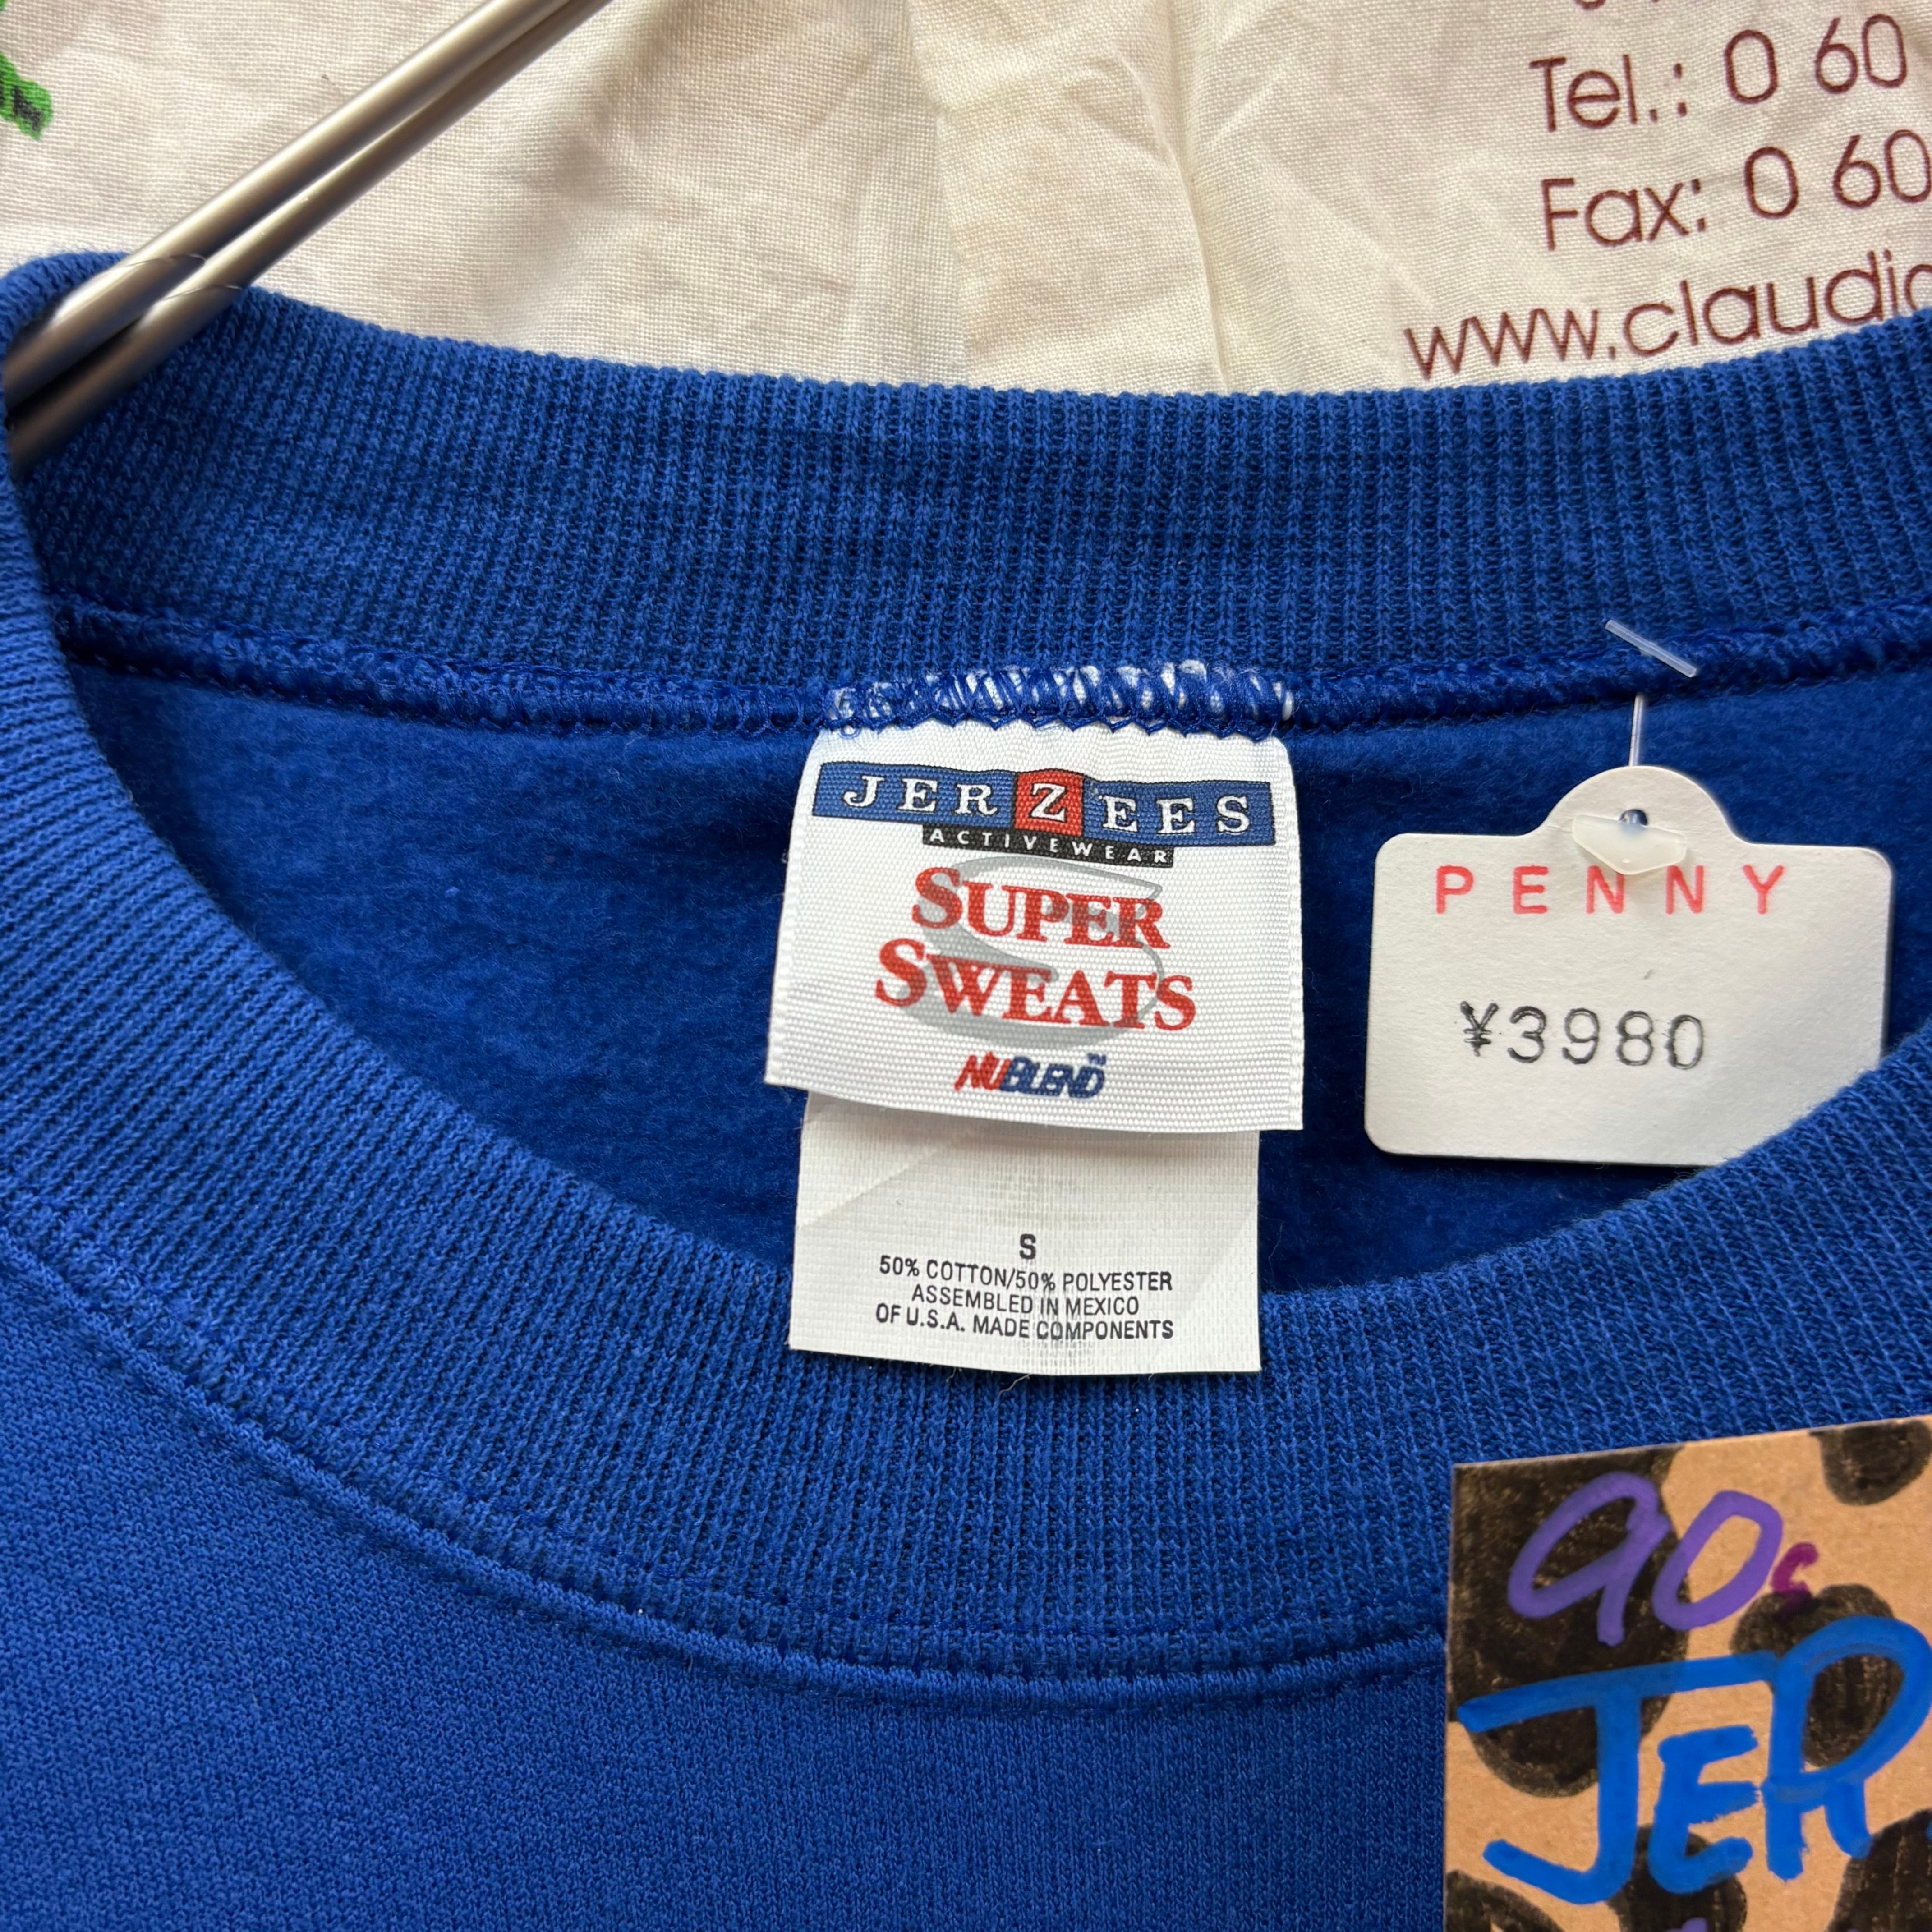 Tel.: 0 60
Fax: 0 60
www.claudi
JERZEES
ACTIVEWEAR
SUPER
SWEATS
NUBLEND™
S
50% COTTON/50% POLYESTER
ASSEMBLED IN MEXICO
OF U.S.A. MADE COMPONENTS
PENNY
¥3980
90s
JER